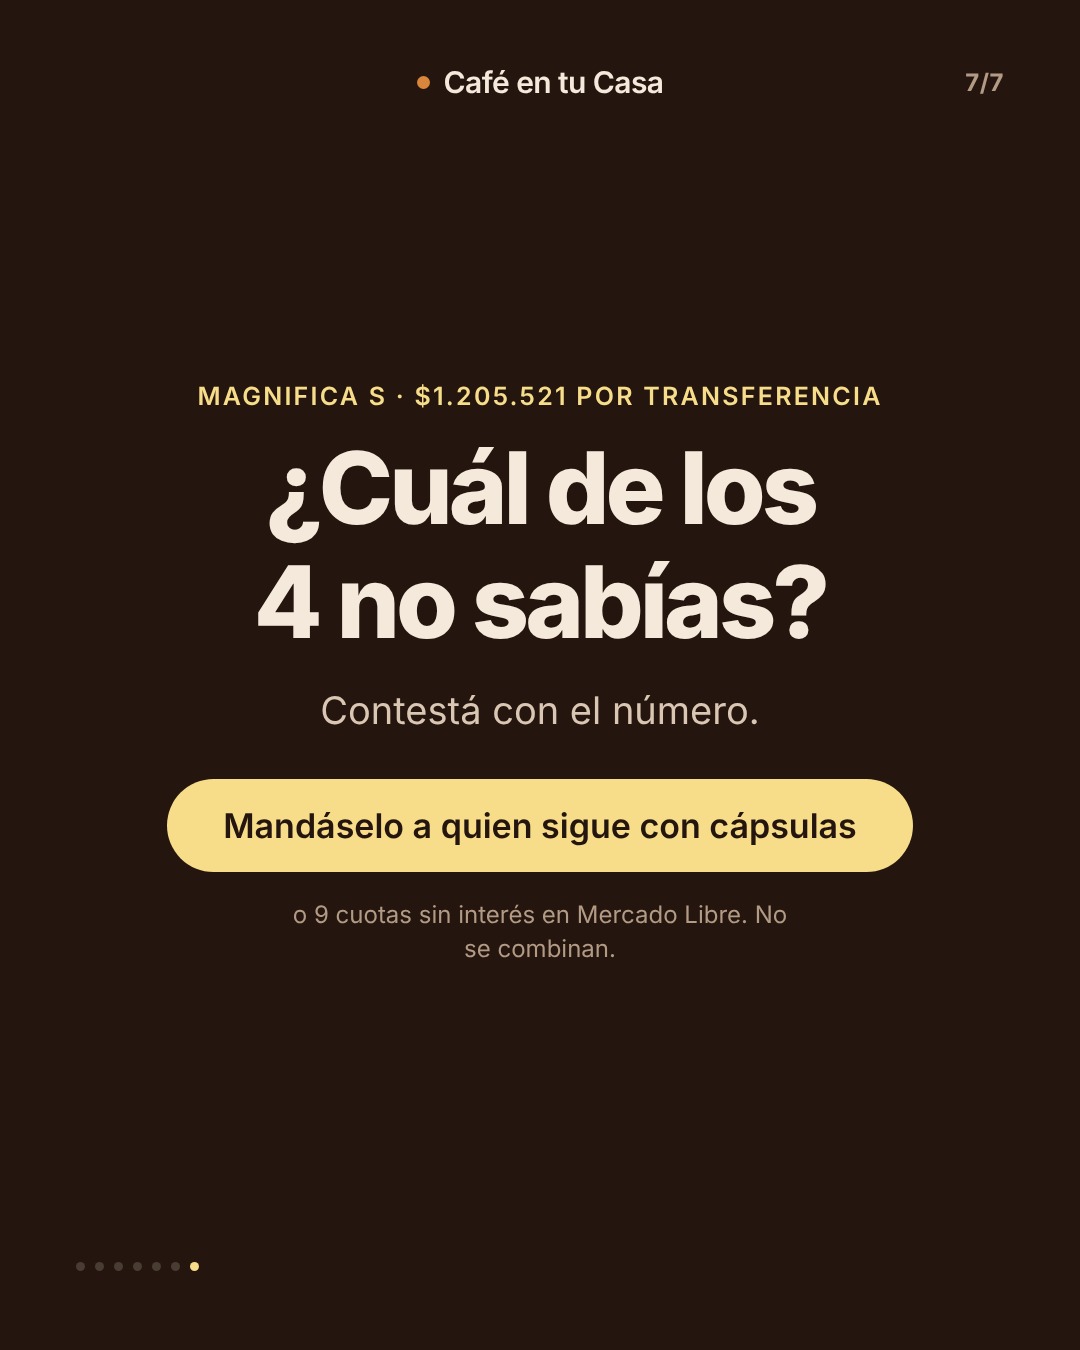 Café en tu Casa
7/7
MAGNIFICA S · $1.205.521 POR TRANSFERENCIA
¿Cuál de los
4 no sabías?
Contestá con el número.
Mandáselo a quien sigue con cápsulas
o 9 cuotas sin interés en Mercado Libre. No
se combinan.